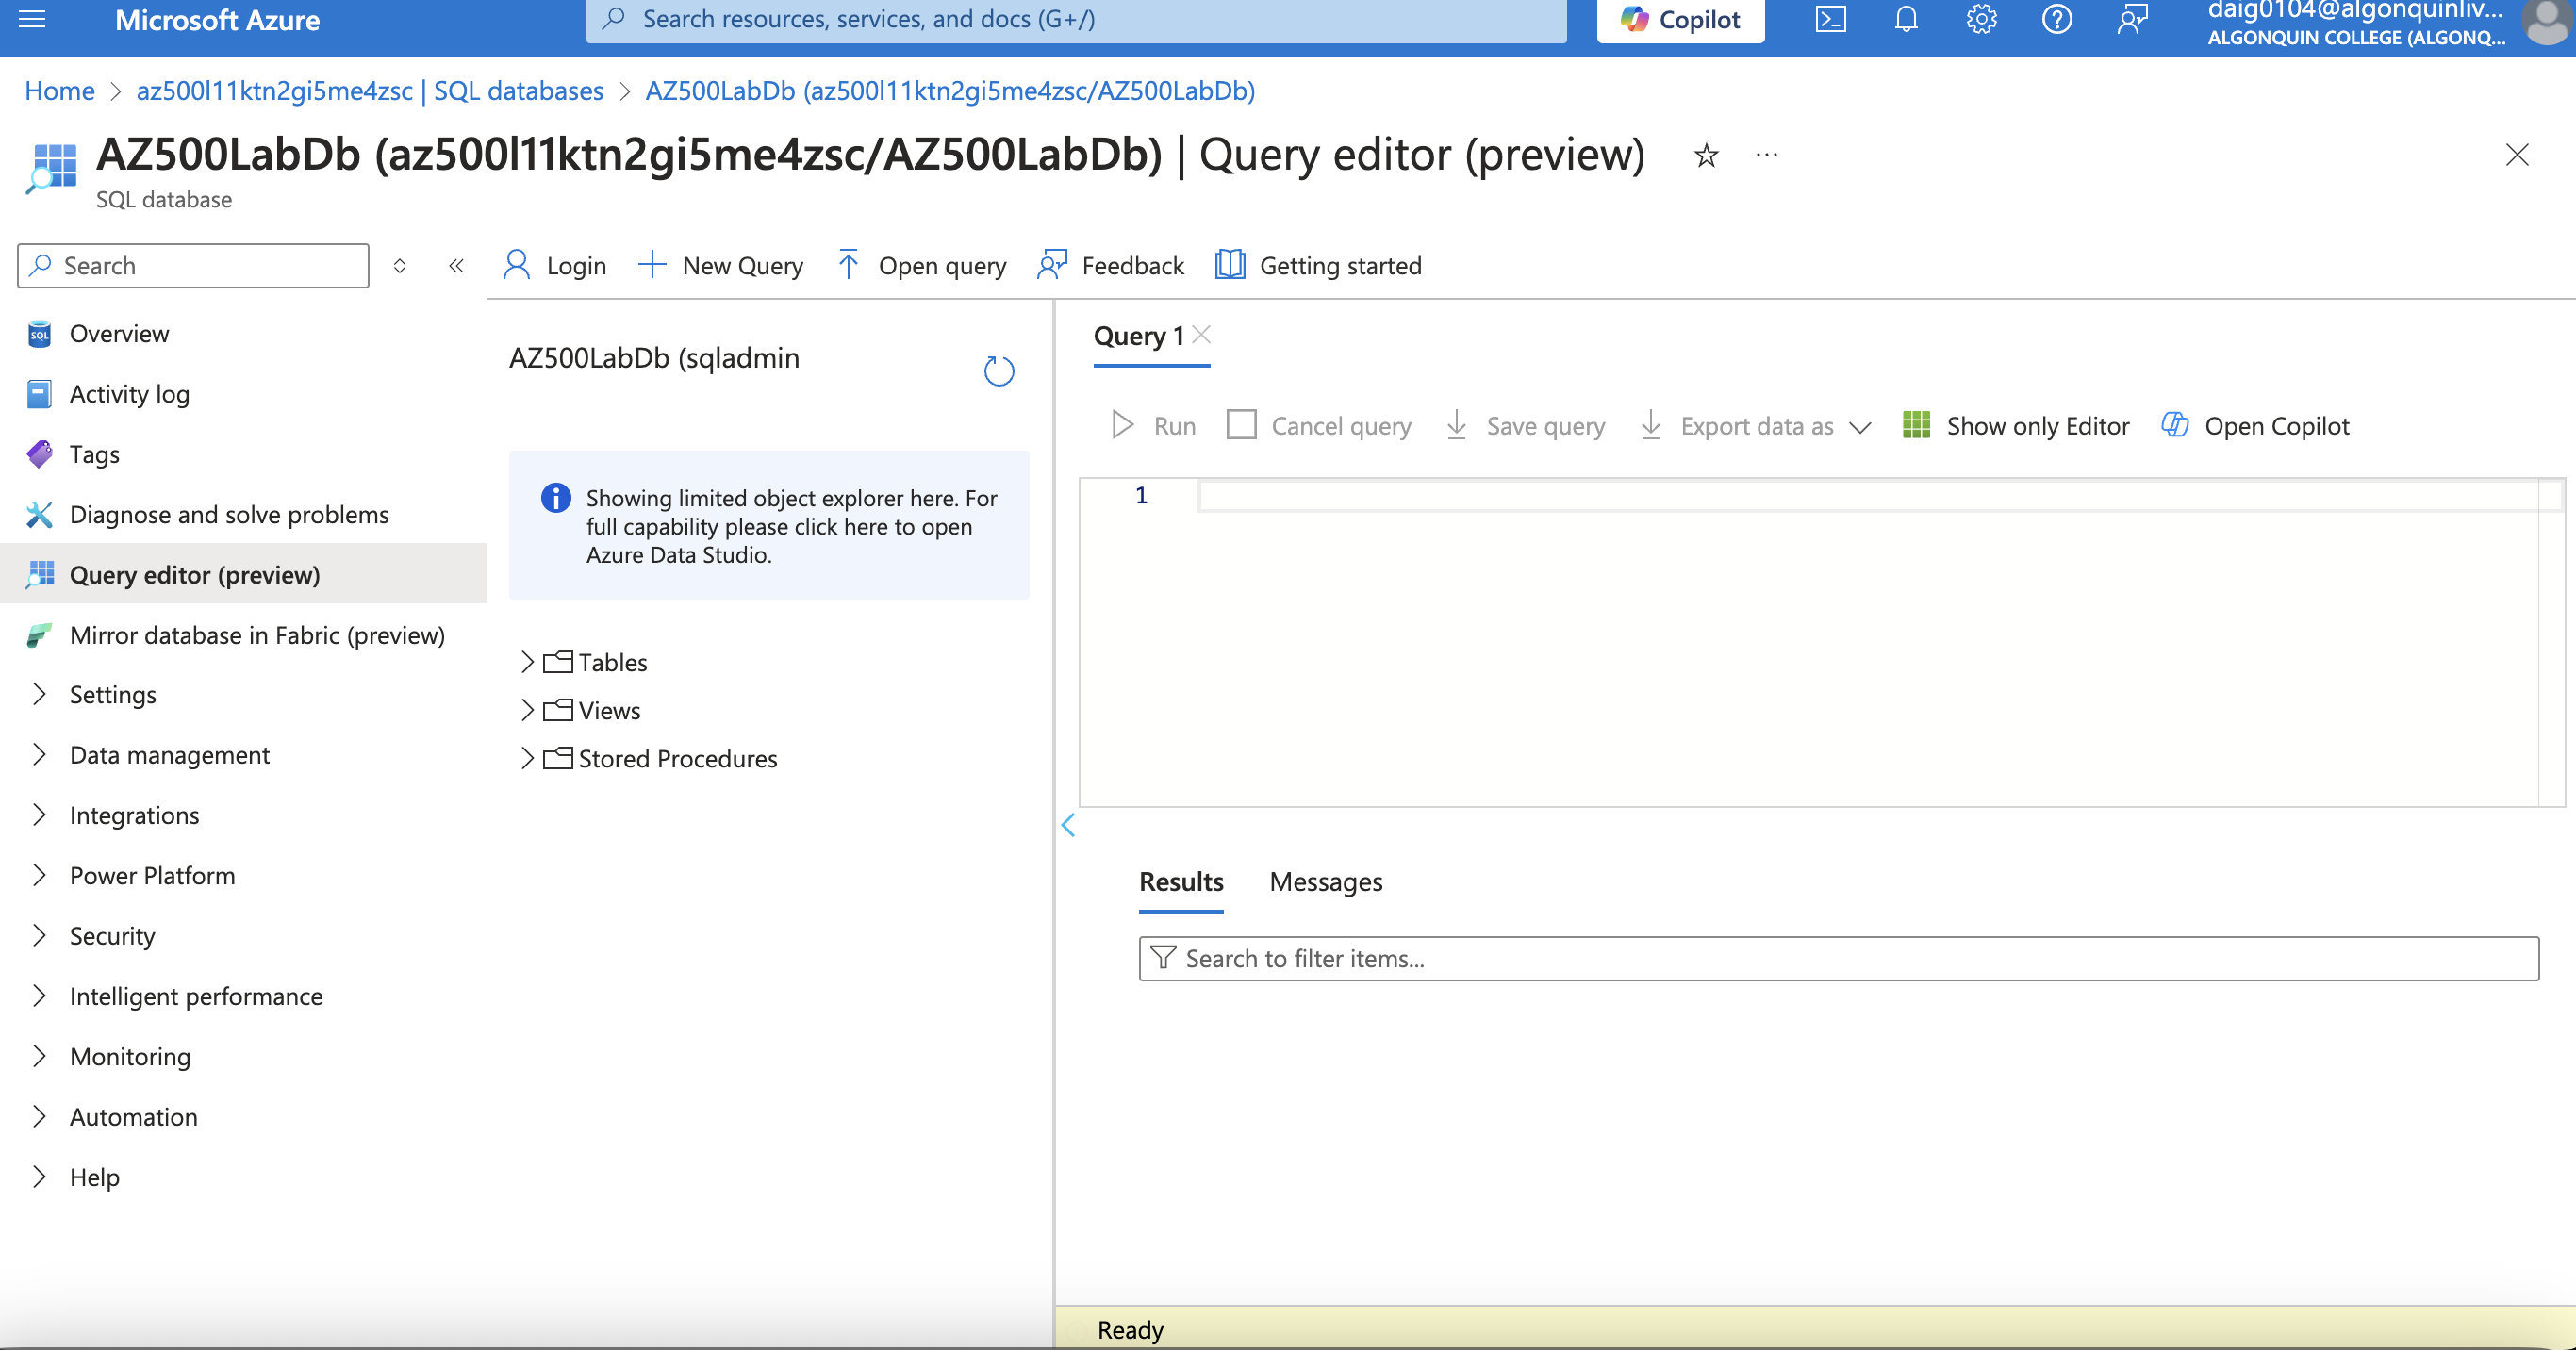 Microsoft Azure
Search resources, services, and docs (G+/)
Copilot
daig0104@algonquinliv...
ALGONQUIN COLLEGE (ALGONQ...
Home > az500l11ktn2gi5me4zsc | SQL databases > AZ500LabDb (az500l11ktn2gi5me4zsc/AZ500LabDb)
AZ500LabDb (az500l11ktn2gi5me4zsc/AZ500LabDb) | Query editor (preview)
SQL database
Search
Login
New Query
Open query
Feedback
Getting started
Overview
Activity log
Tags
Diagnose and solve problems
Query editor (preview)
Mirror database in Fabric (preview)
Settings
Data management
Integrations
Power Platform
Security
Intelligent performance
Monitoring
Automation
Help
AZ500LabDb (sqladmin
Showing limited object explorer here. For
full capability please click here to open
Azure Data Studio.
Tables
Views
Stored Procedures
Query 1
Run
Cancel query
Save query
Export data as
Show only Editor
Open Copilot
1
Results
Messages
Search to filter items...
Ready